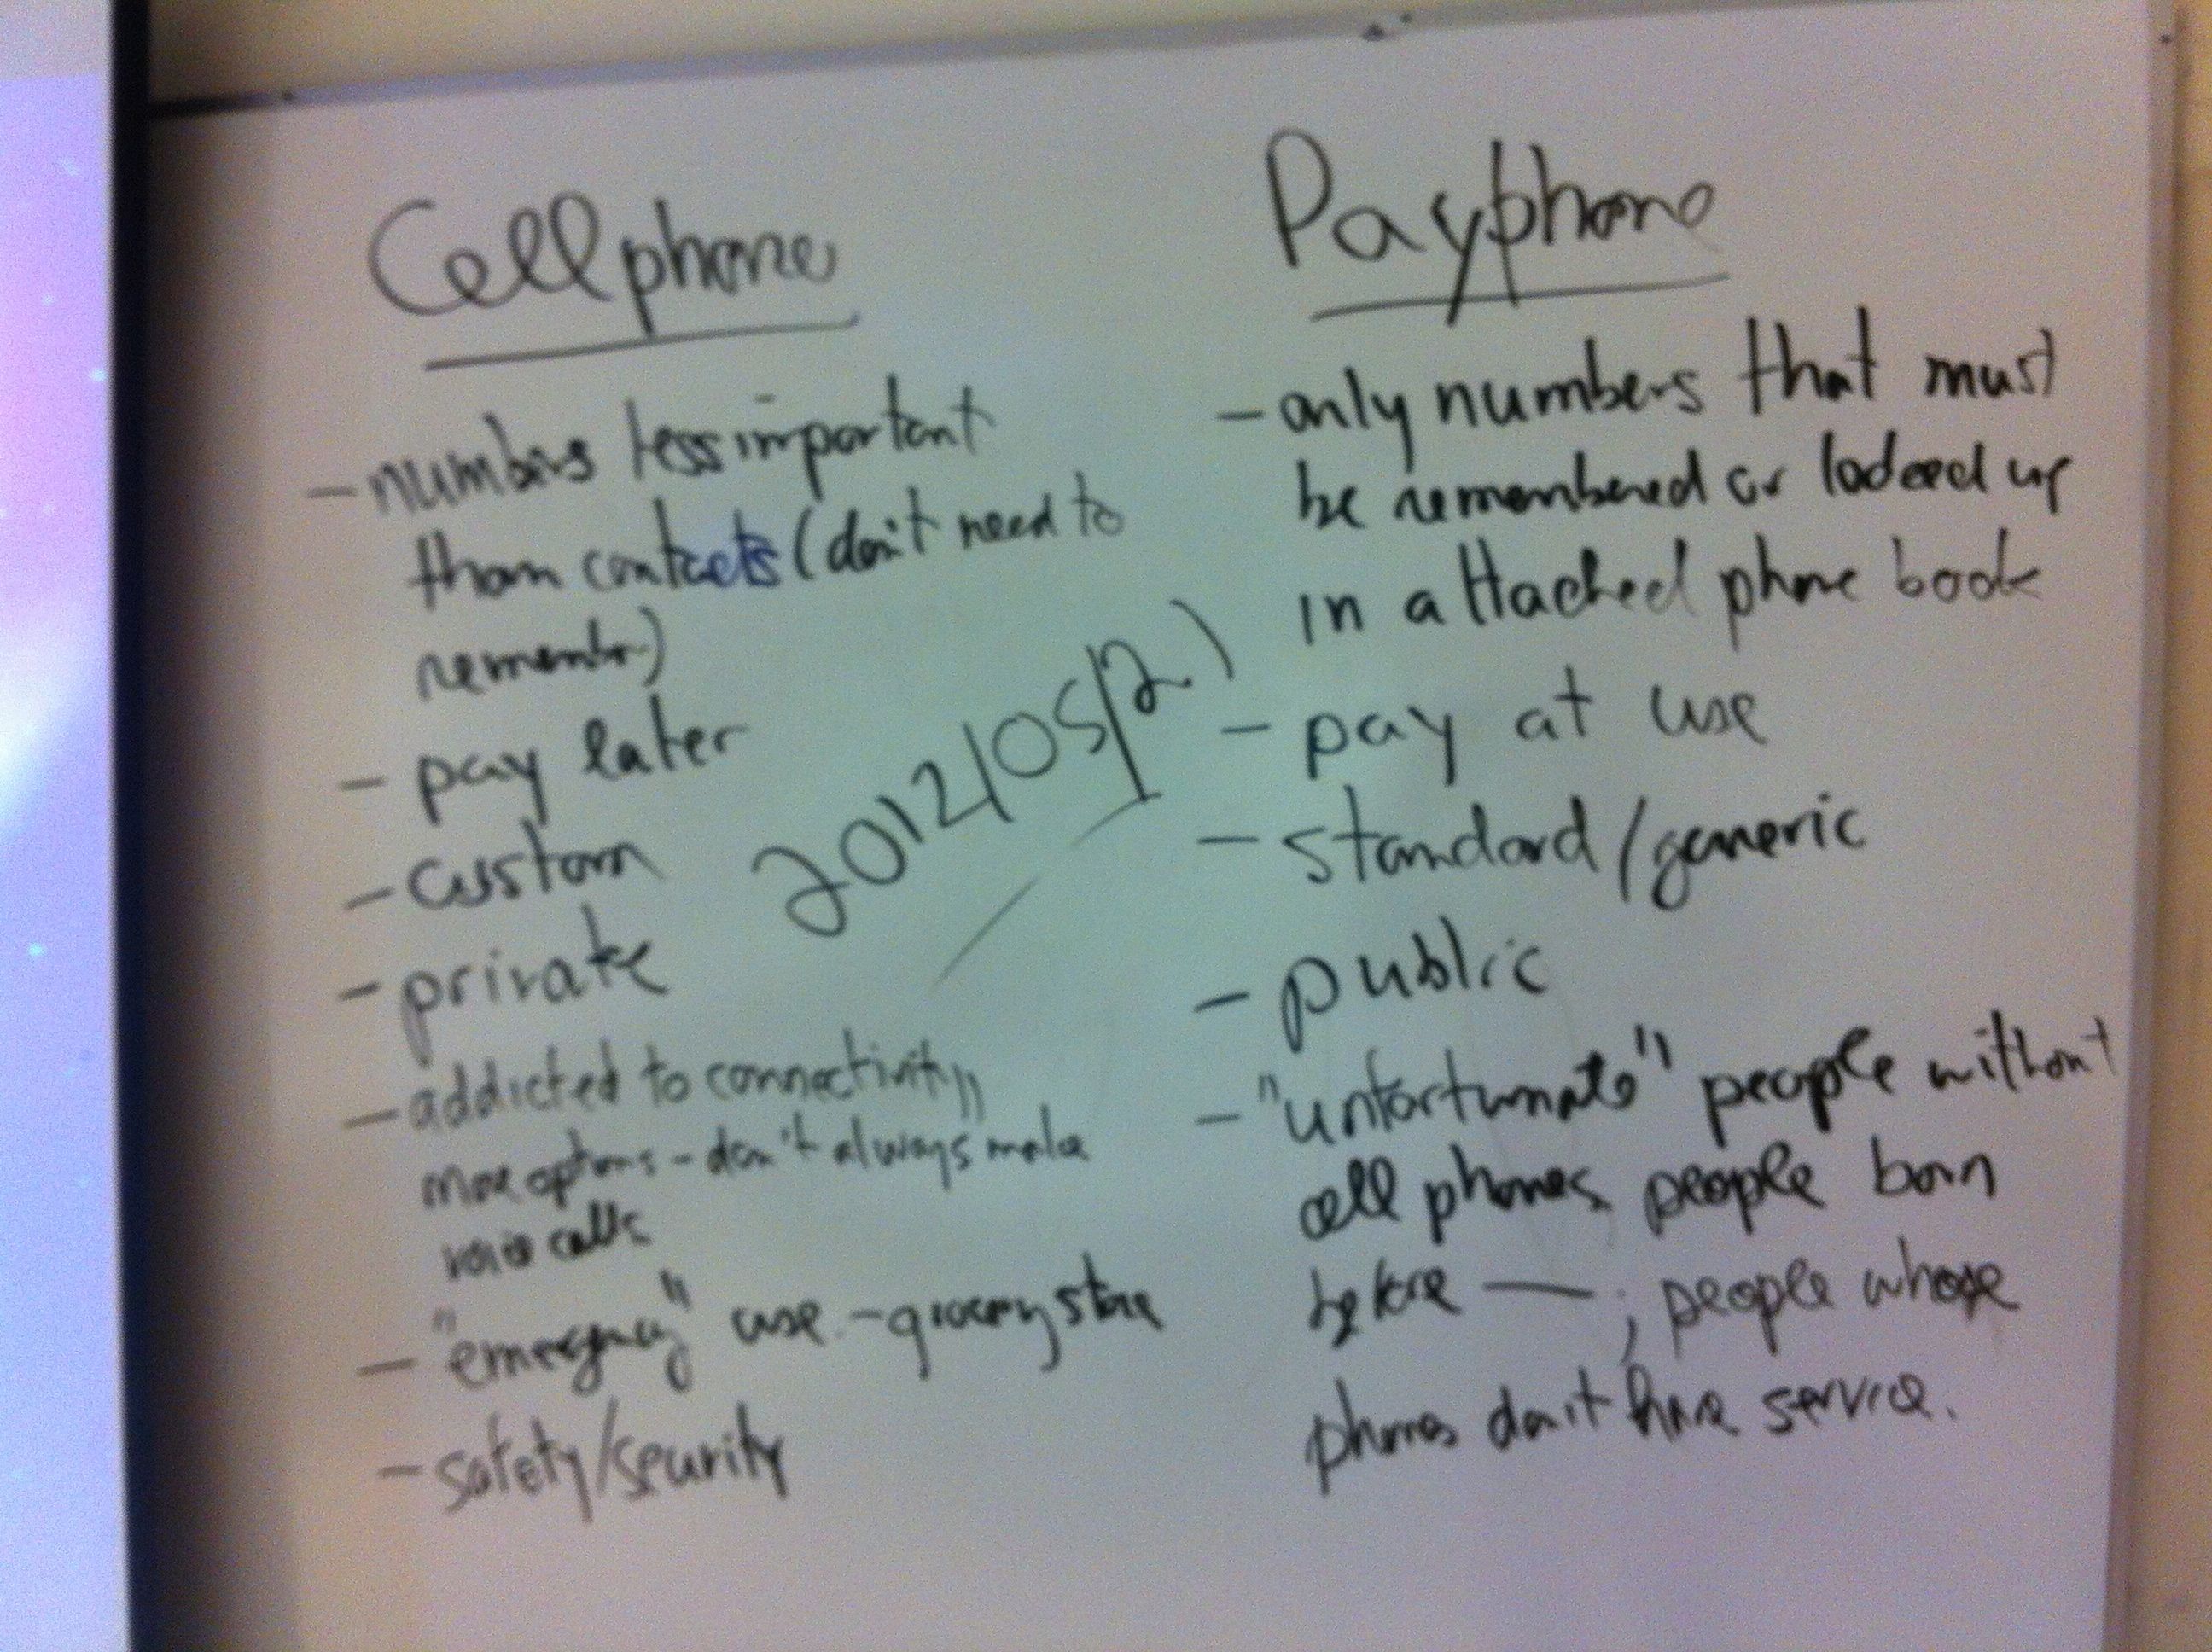 Cellphone
- numbers less important
than contacts (don't need to
remember)
- pay later
- custom
- private
- addicted to connectivity
more options - don't always make
voice calls
- "emergency" use - grocery store
- safety/security
2012/05/2
Payphone
- only numbers that must
be remembered or looked up
in attached phone book
- pay at use
- standard/generic
- public
- "unfortunate" people without
cell phones, people born
before — ; people whose
phones don't have service.